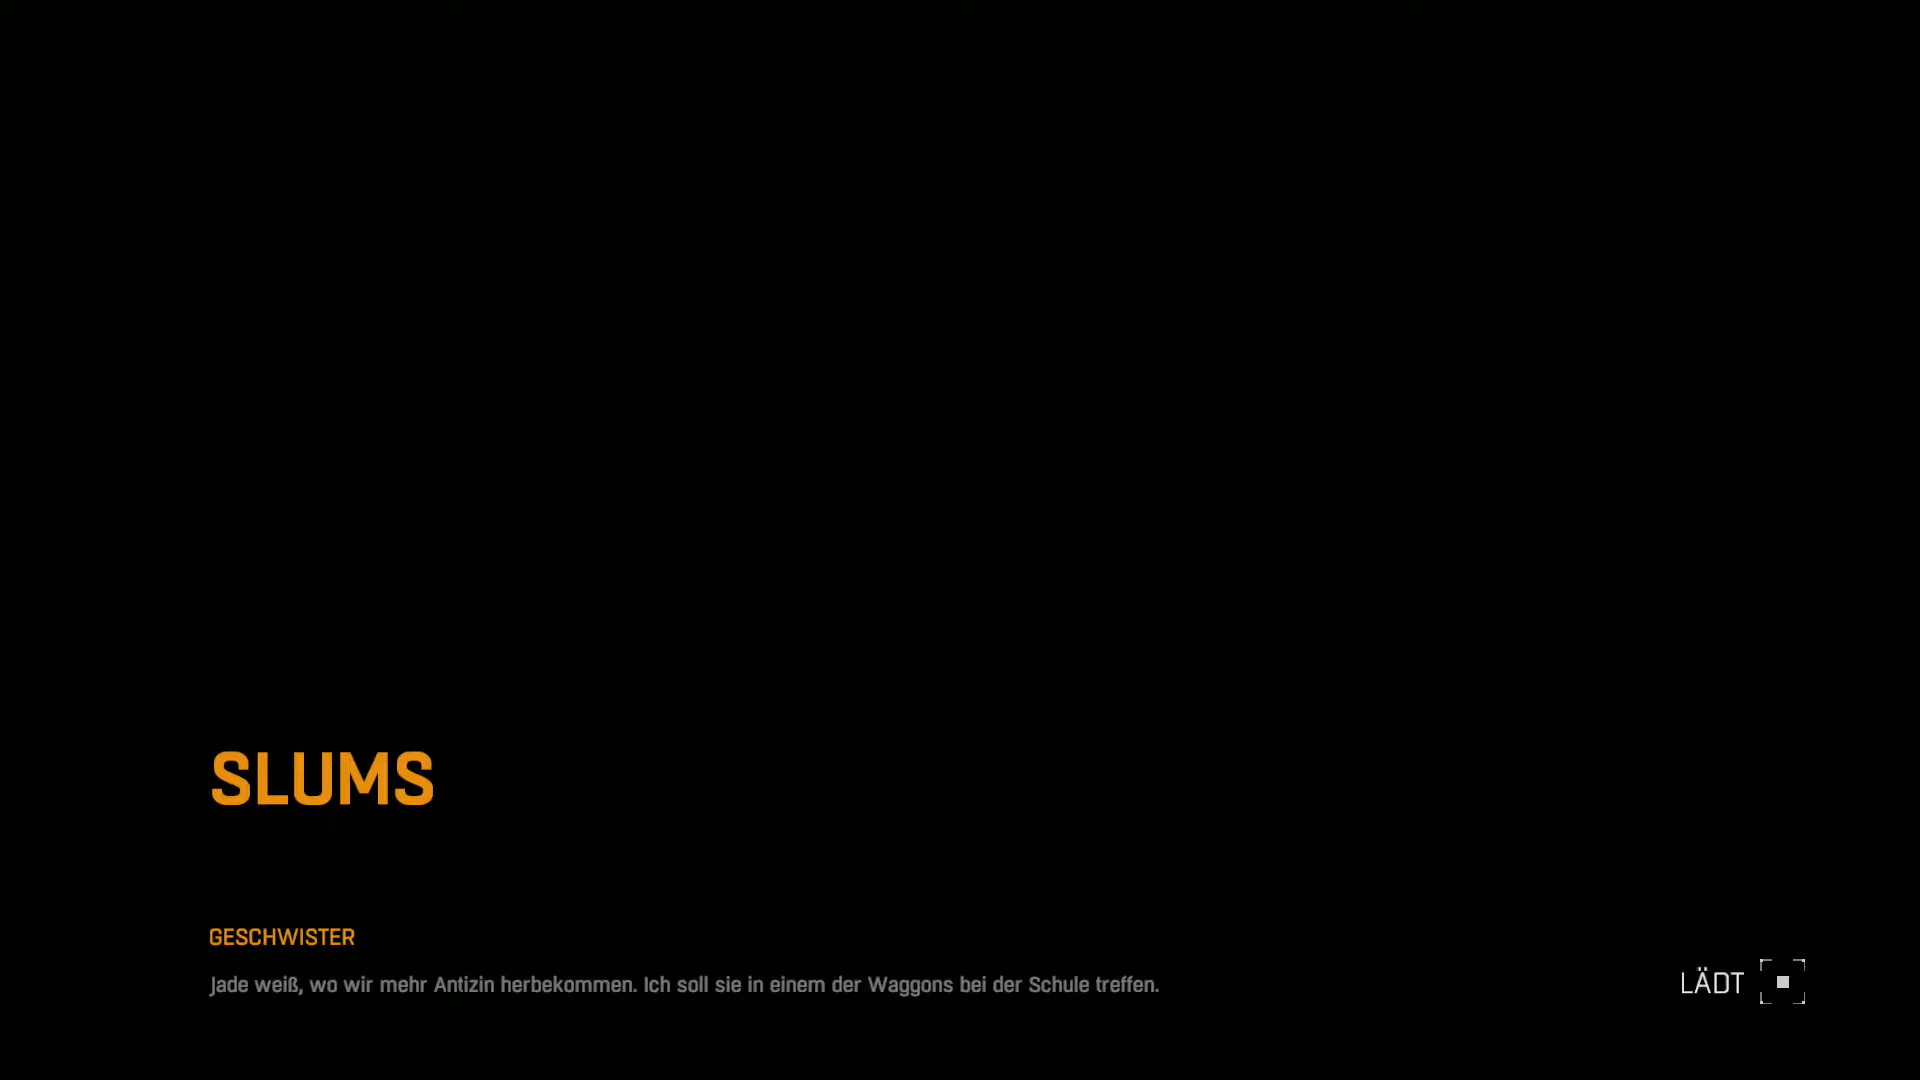 SLUMS
GESCHWISTER
Jade weiß, wo wir mehr Antizin herbekommen. Ich soll sie in einem der Waggons bei der Schule treffen.
LÄDT